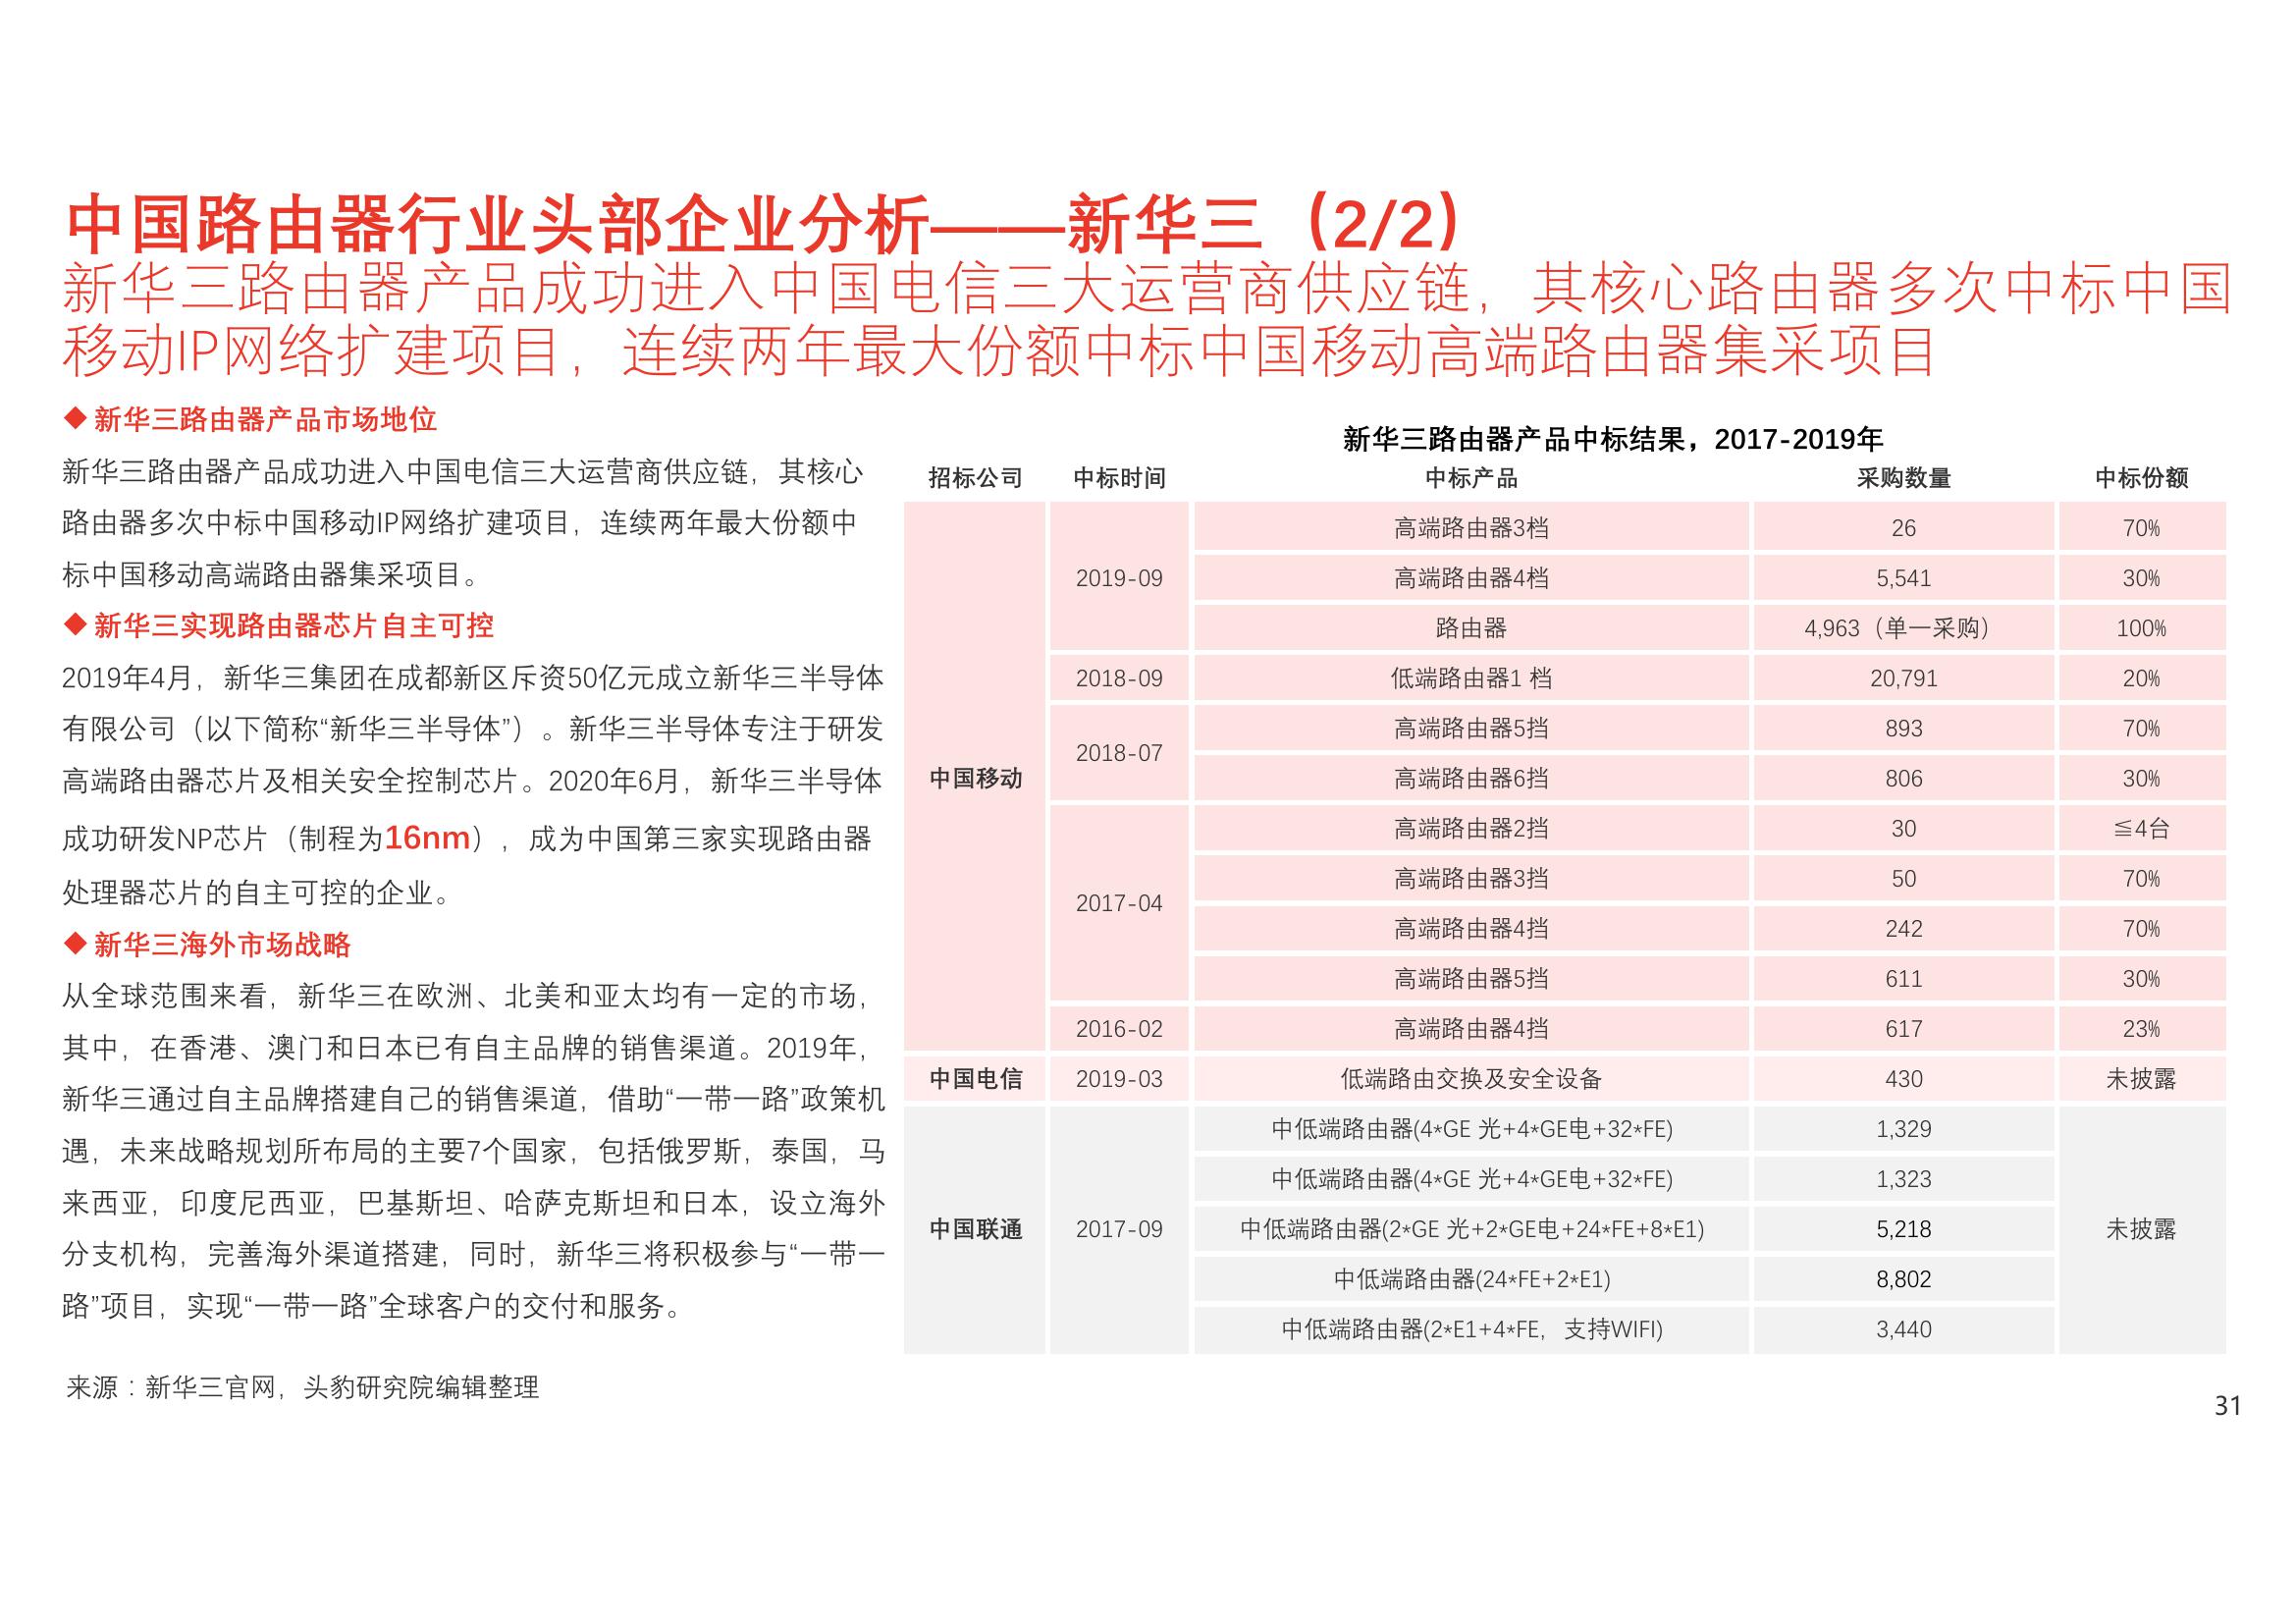 中国路由器行业头部企业分析——新华三（2/2）
新华三路由器产品成功进入中国电信三大运营商供应链，其核心路由器多次中标中国
移动IP网络扩建项目，连续两年最大份额中标中国移动高端路由器集采项目
◆ 新华三路由器产品市场地位
新华三路由器产品成功进入中国电信三大运营商供应链，其核心
路由器多次中标中国移动IP网络扩建项目，连续两年最大份额中
标中国移动高端路由器集采项目。
◆ 新华三实现路由器芯片自主可控
2019年4月，新华三集团在成都新区斥资50亿元成立新华三半导体
有限公司（以下简称“新华三半导体”）。新华三半导体专注于研发
高端路由器芯片及相关安全控制芯片。2020年6月，新华三半导体
成功研发NP芯片（制程为16nm），成为中国第三家实现路由器
处理器芯片的自主可控的企业。
◆ 新华三海外市场战略
从全球范围来看，新华三在欧洲、北美和亚太均有一定的市场，
其中，在香港、澳门和日本已有自主品牌的销售渠道。2019年，
新华三通过自主品牌搭建自己的销售渠道，借助“一带一路”政策机
遇，未来战略规划所布局的主要7个国家，包括俄罗斯，泰国，马
来西亚，印度尼西亚，巴基斯坦、哈萨克斯坦和日本，设立海外
分支机构，完善海外渠道搭建，同时，新华三将积极参与“一带一
路”项目，实现“一带一路”全球客户的交付和服务。
新华三路由器产品中标结果，2017-2019年
招标公司 中标时间 中标产品 采购数量 中标份额
中国移动 2019-09 高端路由器3档 26 70%
高端路由器4档 5,541 30%
路由器 4,963（单一采购） 100%
2018-09 低端路由器1 档 20,791 20%
2018-07 高端路由器5挡 893 70%
高端路由器6挡 806 30%
2017-04 高端路由器2挡 30 ≦4台
高端路由器3挡 50 70%
高端路由器4挡 242 70%
高端路由器5挡 611 30%
2016-02 高端路由器4挡 617 23%
中国电信 2019-03 低端路由交换及安全设备 430 未披露
中国联通 2017-09 中低端路由器(4*GE 光+4*GE电+32*FE) 1,329 未披露
中低端路由器(4*GE 光+4*GE电+32*FE) 1,323
中低端路由器(2*GE 光+2*GE电+24*FE+8*E1) 5,218
中低端路由器(24*FE+2*E1) 8,802
中低端路由器(2*E1+4*FE，支持WIFI) 3,440
来源：新华三官网，头豹研究院编辑整理
31